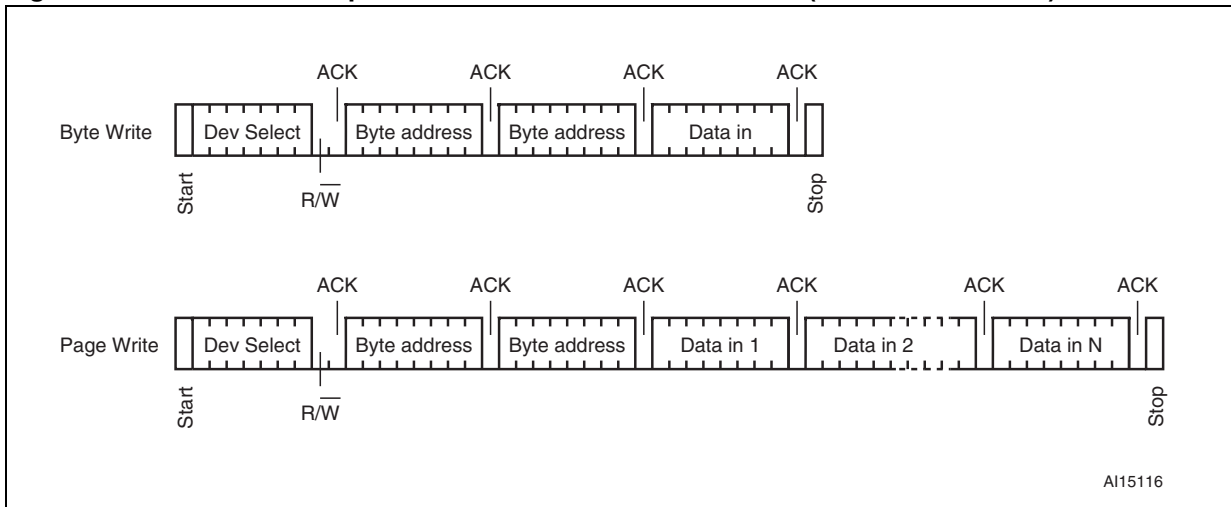 ACK ACK ACK ACK
Byte Write Dev Select Byte address Byte address Data in
Start R/W̅ Stop
ACK ACK ACK ACK ACK ACK
Page Write Dev Select Byte address Byte address Data in 1 Data in 2 Data in N
Start R/W̅ Stop
AI15116